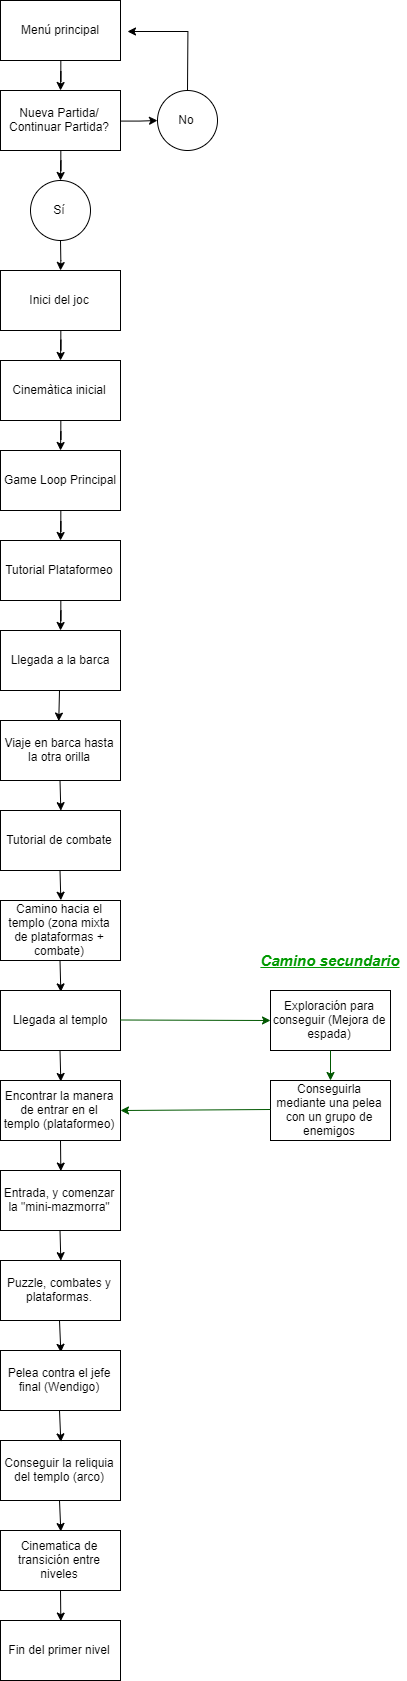 Menú principal
Nueva Partida/
Continuar Partida?
No
Sí
Inici del joc
Cinemàtica inicial
Game Loop Principal
Tutorial Plataformeo
Llegada a la barca
Viaje en barca hasta
la otra orilla
Tutorial de combate
Camino hacia el
templo (zona mixta
de plataformas +
combate)
Camino secundario
Llegada al templo
Exploración para
conseguir (Mejora de
espada)
Encontrar la manera
de entrar en el
templo (plataformeo)
Conseguirla
mediante una pelea
con un grupo de
enemigos
Entrada, y comenzar
la "mini-mazmorra"
Puzzle, combates y
plataformas.
Pelea contra el jefe
final (Wendigo)
Conseguir la reliquia
del templo (arco)
Cinematica de
transición entre
niveles
Fin del primer nivel